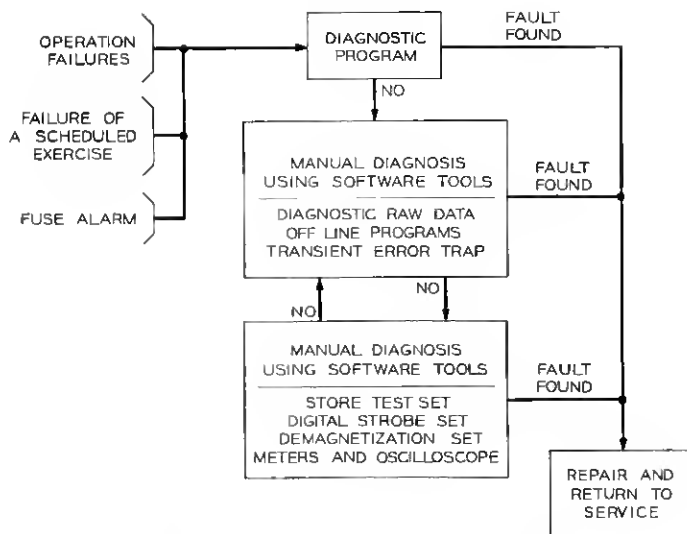 OPERATION
FAILURES
FAILURE OF
A SCHEDULED
EXERCISE
FUSE ALARM
DIAGNOSTIC
PROGRAM
FAULT
FOUND
NO
MANUAL DIAGNOSIS
USING SOFTWARE TOOLS
DIAGNOSTIC RAW DATA
OFF LINE PROGRAMS
TRANSIENT ERROR TRAP
FAULT
FOUND
NO
NO
MANUAL DIAGNOSIS
USING SOFTWARE TOOLS
STORE TEST SET
DIGITAL STROBE SET
DEMAGNETIZATION SET
METERS AND OSCILLOSCOPE
FAULT
FOUND
REPAIR AND
RETURN TO
SERVICE